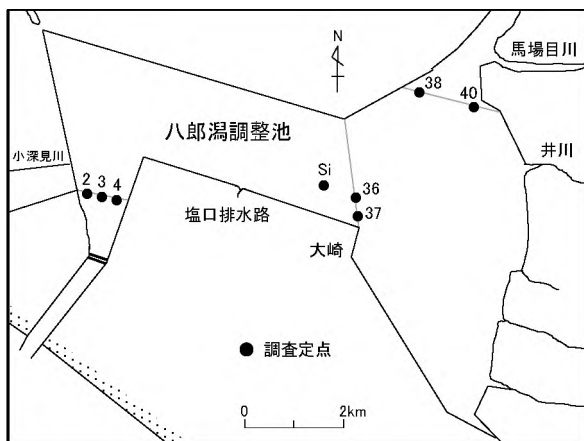 N
馬場目川
38
40
八郎潟調整池
井川
小深見川
2 3 4
Si
36
37
塩口排水路
大崎
調査定点
0 2km